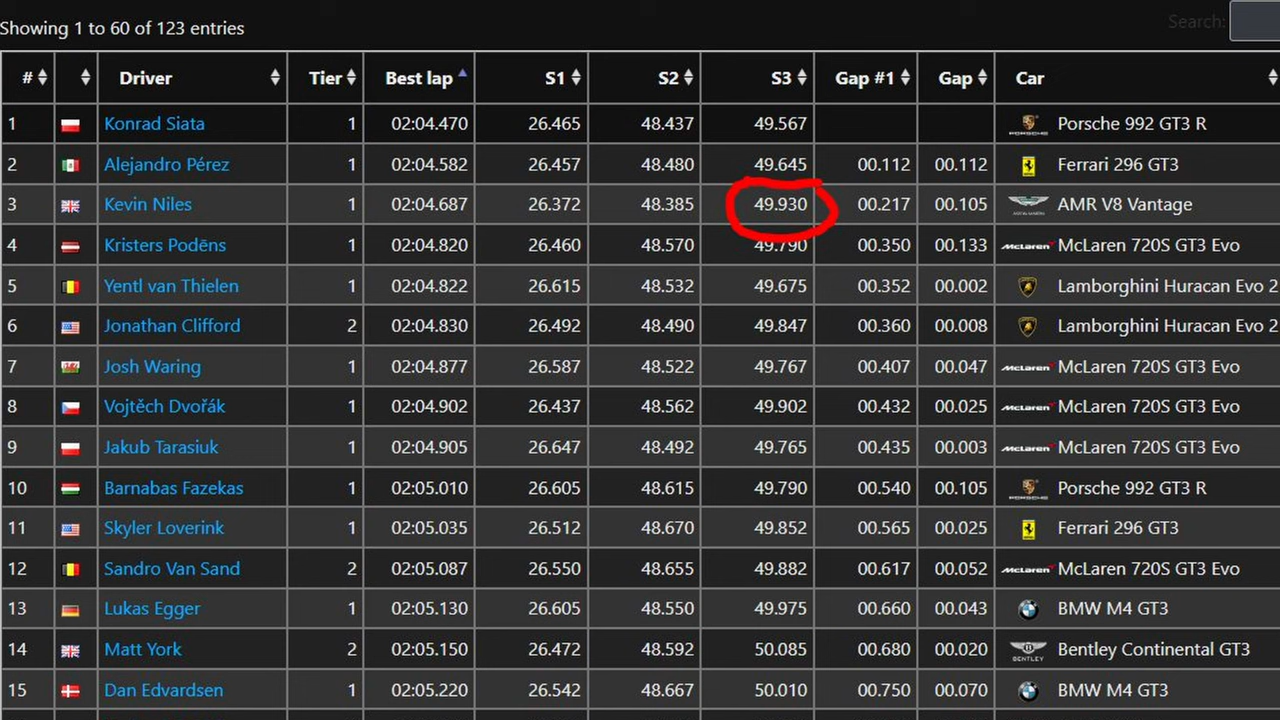 Search:
Showing 1 to 60 of 123 entries
# Driver Tier Best lap S1 S2 S3 Gap #1 Gap Car
1 Konrad Siata 1 02:04.470 26.465 48.437 49.567 PORSCHE Porsche 992 GT3 R
2 Alejandro Pérez 1 02:04.582 26.457 48.480 49.645 00.112 00.112 Ferrari 296 GT3
3 Kevin Niles 1 02:04.687 26.372 48.385 49.930 00.217 00.105 ASTON MARTIN AMR V8 Vantage
4 Kristers Podēns 1 02:04.820 26.460 48.570 49.790 00.350 00.133 McLaren McLaren 720S GT3 Evo
5 Yentl van Thielen 1 02:04.822 26.615 48.532 49.675 00.352 00.002 Lamborghini Huracan Evo 2
6 Jonathan Clifford 2 02:04.830 26.492 48.490 49.847 00.360 00.008 Lamborghini Huracan Evo 2
7 Josh Waring 1 02:04.877 26.587 48.522 49.767 00.407 00.047 McLaren McLaren 720S GT3 Evo
8 Vojtěch Dvořák 1 02:04.902 26.437 48.562 49.902 00.432 00.025 McLaren McLaren 720S GT3 Evo
9 Jakub Tarasiuk 1 02:04.905 26.647 48.492 49.765 00.435 00.003 McLaren McLaren 720S GT3 Evo
10 Barnabas Fazekas 1 02:05.010 26.605 48.615 49.790 00.540 00.105 PORSCHE Porsche 992 GT3 R
11 Skyler Loverink 1 02:05.035 26.512 48.670 49.852 00.565 00.025 Ferrari 296 GT3
12 Sandro Van Sand 2 02:05.087 26.550 48.655 49.882 00.617 00.052 McLaren McLaren 720S GT3 Evo
13 Lukas Egger 1 02:05.130 26.605 48.550 49.975 00.660 00.043 BMW M4 GT3
14 Matt York 2 02:05.150 26.472 48.592 50.085 00.680 00.020 BENTLEY Bentley Continental GT3
15 Dan Edvardsen 1 02:05.220 26.542 48.667 50.010 00.750 00.070 BMW M4 GT3